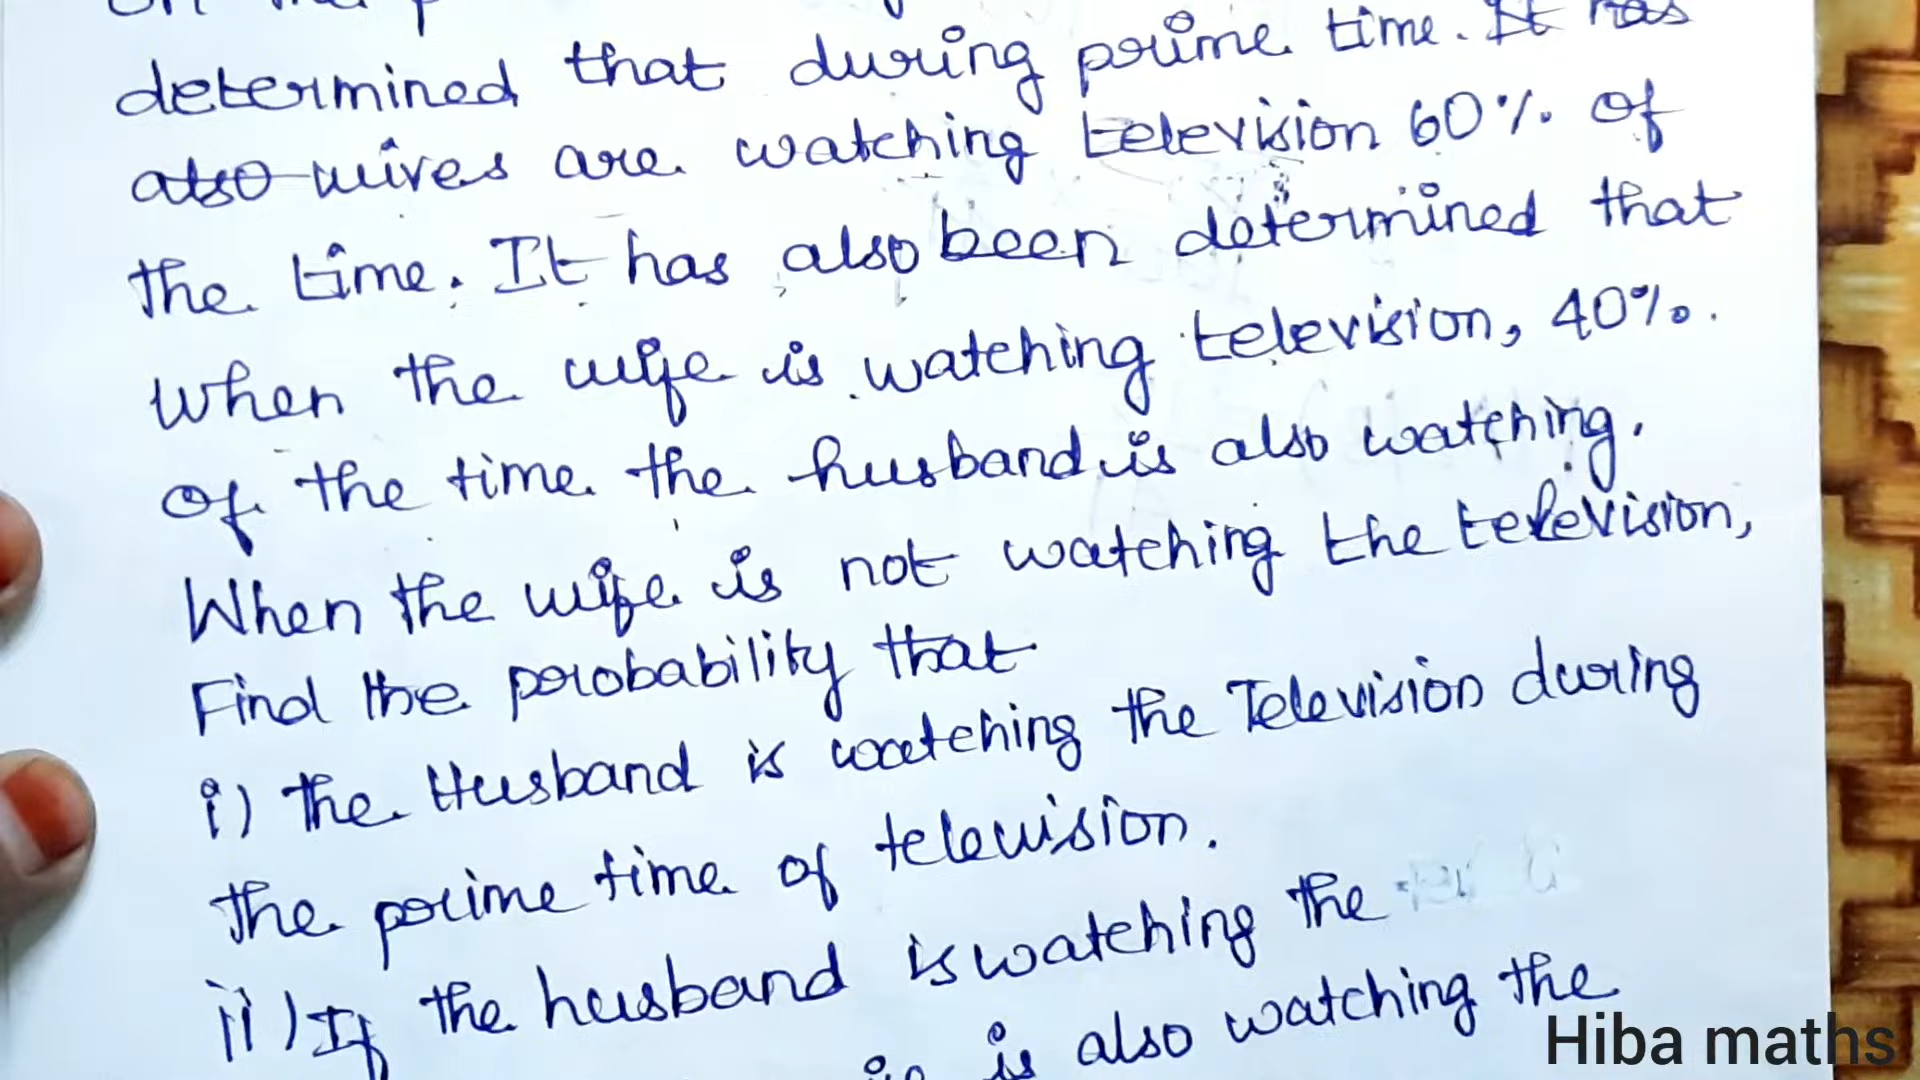 determined that during prime time. It has
also wives are watching television 60% of
the time. It has also been determined that
when the wife is watching television, 40%.
of the time the husband is also watching.
When the wife is not watching the television,
Find the probability that
i) the Husband is watching the Television during
the prime time of television.
ii) If the husband is watching the
is also watching the
Hiba maths